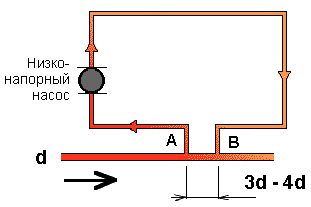 Низко-
напорный
насос
A
B
d
3d - 4d